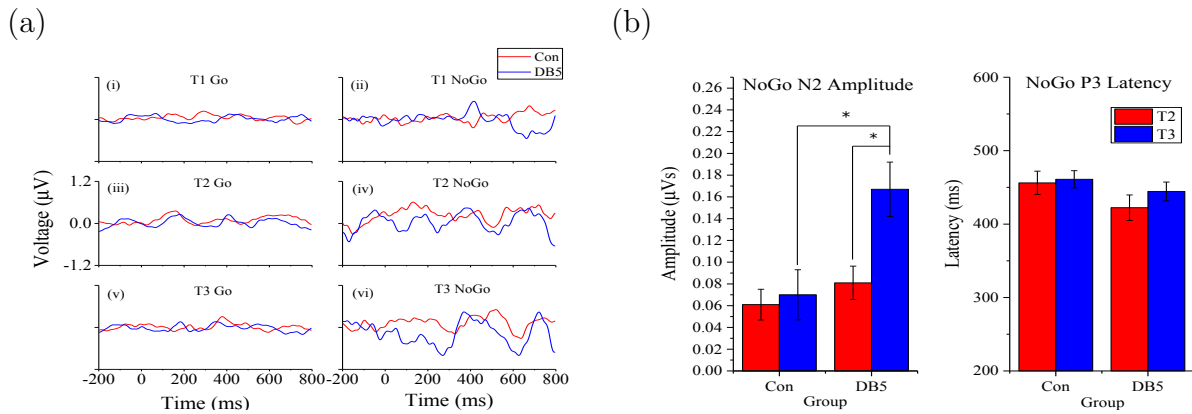 (a)
Con
DB5
(i)
T1 Go
(ii)
T1 NoGo
(iii)
T2 Go
(iv)
T2 NoGo
(v)
T3 Go
(vi)
T3 NoGo
1.2
0.0
-1.2
Voltage (μV)
-200 0 200 400 600 800
-200 0 200 400 600 800
Time (ms)
Time (ms)
(b)
NoGo N2 Amplitude
0.28
0.26
0.24
0.22
0.20
0.18
0.16
0.14
0.12
0.10
0.08
0.06
0.04
0.02
0.00
Amplitude (μVs)
*
*
Con
DB5
Group
NoGo P3 Latency
T2
T3
600
500
400
300
200
Latency (ms)
Con
DB5
Group